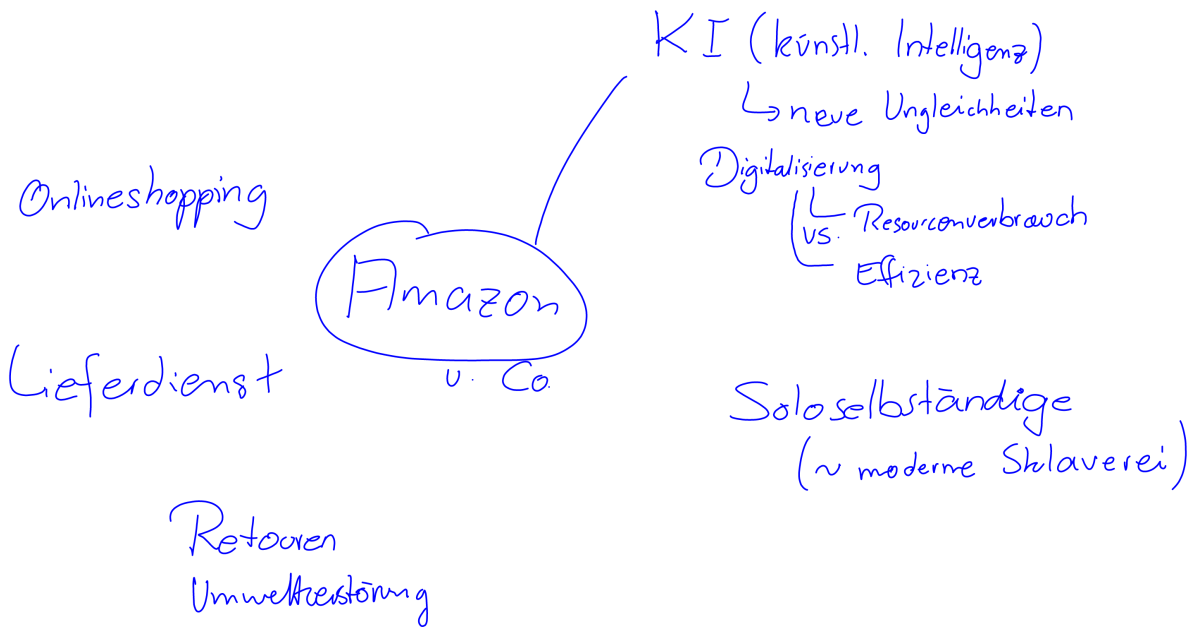 KI (künstl. Intelligenz)
↳ neue Ungleichheiten
Digitalisierung
Resourcenverbrauch
vs.
Effizienz
Onlineshopping
Amazon
u. Co.
Lieferdienst
Soloselbständige
(~ moderne Sklaverei)
Retouren
Umweltzerstörung